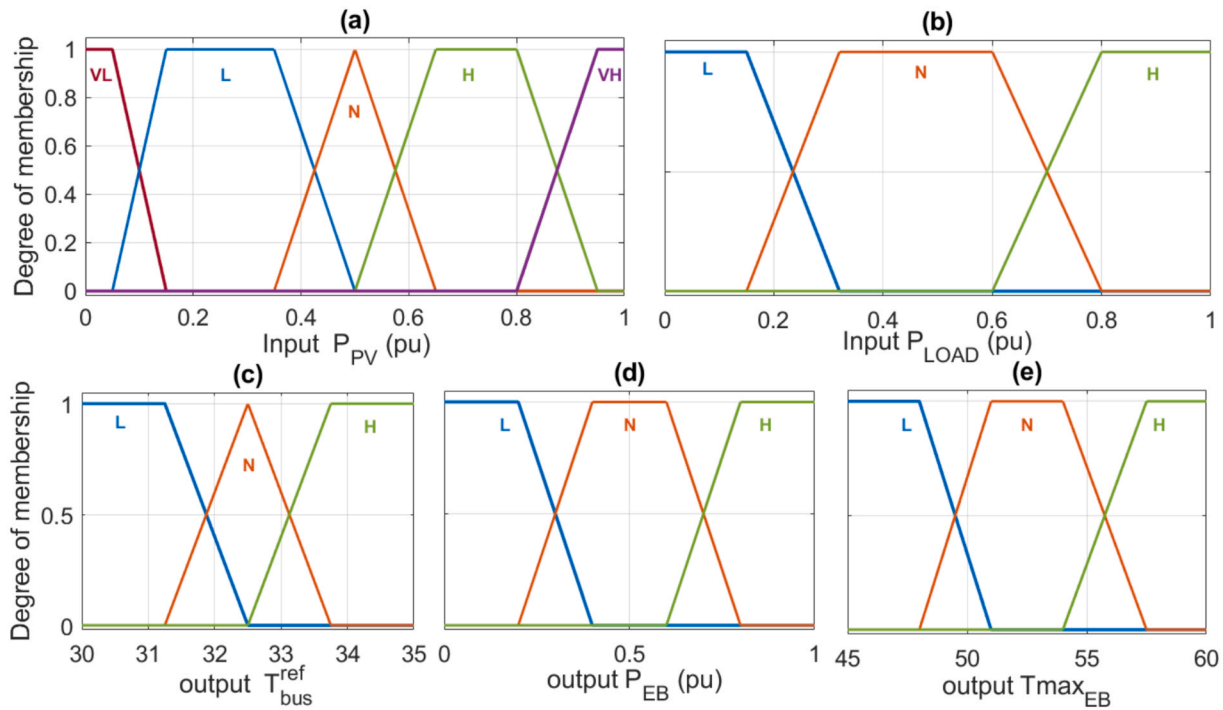 (a)
Degree of membership
1
0.8
0.6
0.4
0.2
0
VL
L
N
H
VH
0 0.2 0.4 0.6 0.8 1
Input P_PV (pu)
(b)
L
N
H
0 0.2 0.4 0.6 0.8 1
Input P_LOAD (pu)
(c)
Degree of membership
1
0.5
0
L
N
H
30 31 32 33 34 35
output T_bus^ref
(d)
L
N
H
0 0.5 1
output P_EB (pu)
(e)
L
N
H
45 50 55 60
output Tmax_EB